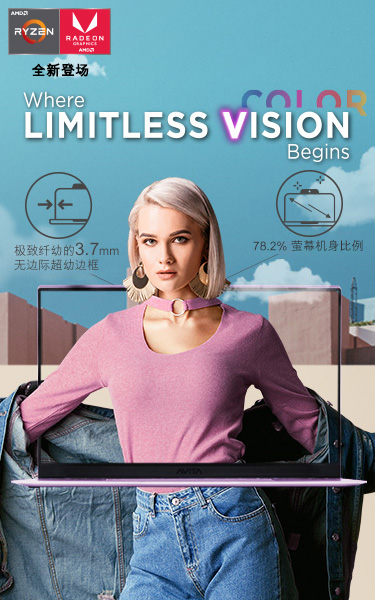 AMD
RYZEN
RADEON
GRAPHICS
AMD
全新登场
COLOR
Where
LIMITLESS VISION
Begins
极致纤幼的3.7mm
无边际超幼边框
78.2% 萤幕机身比例
AVITA